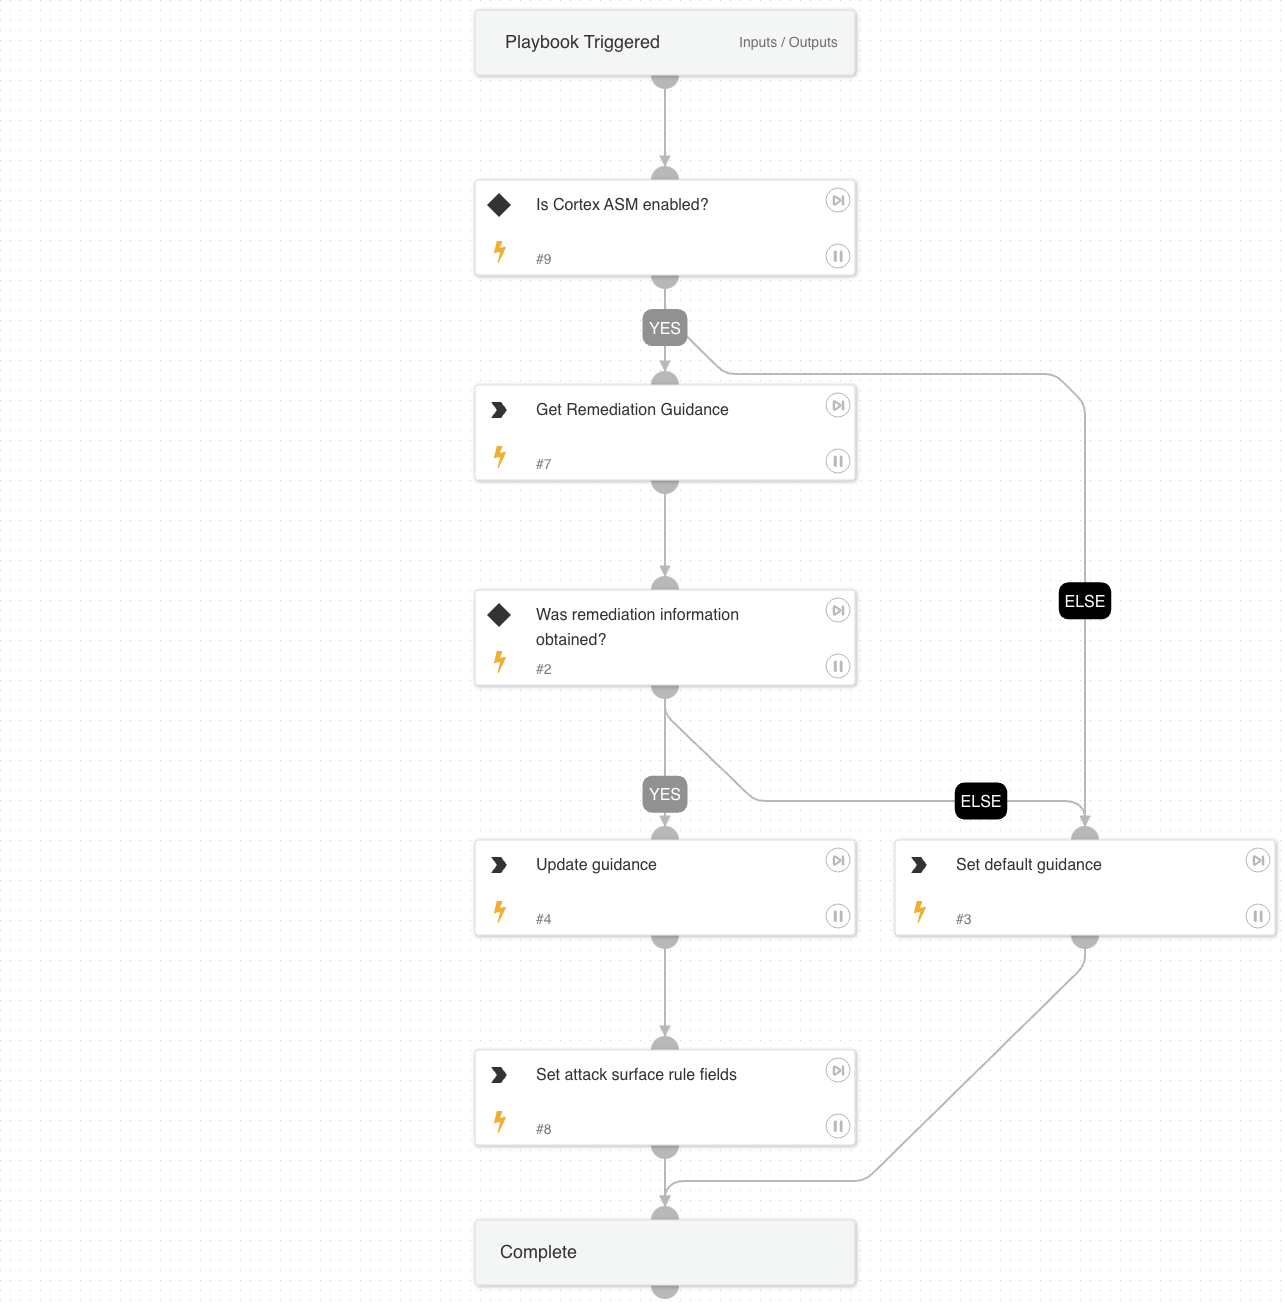 Playbook Triggered
Inputs / Outputs
Is Cortex ASM enabled?
#9
YES
Get Remediation Guidance
#7
ELSE
Was remediation information
obtained?
#2
YES
ELSE
Update guidance
#4
Set default guidance
#3
Set attack surface rule fields
#8
Complete